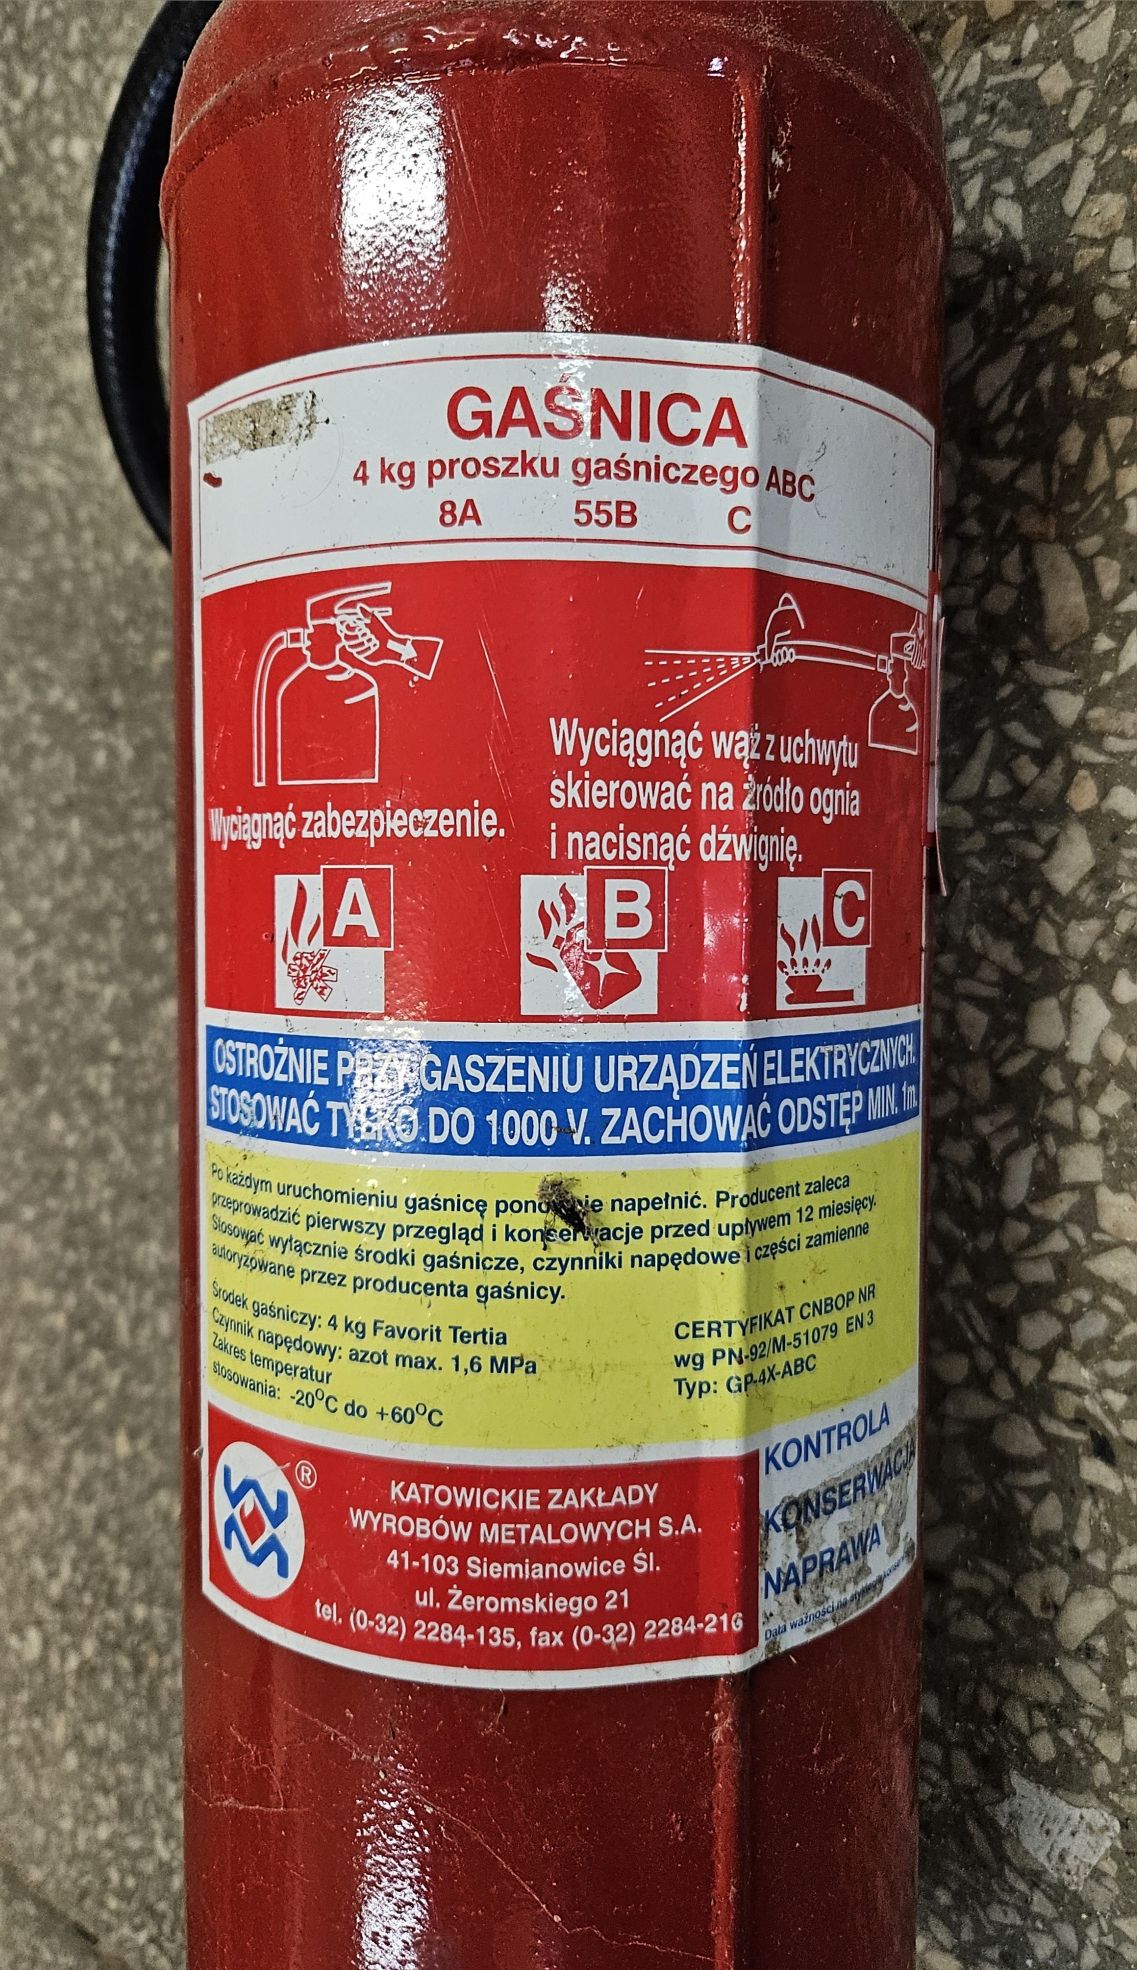 GAŚNICA
4 kg proszku gaśniczego ABC
8A 55B C
Wyciągnąć zabezpieczenie.
Wyciągnąć wąż z uchwytu
skierować na źródło ognia
i nacisnąć dźwignię.
A B C
OSTROŻNIE PRZY GASZENIU URZĄDZEŃ ELEKTRYCZNYCH.
STOSOWAĆ TYLKO DO 1000 V. ZACHOWAĆ ODSTĘP MIN. 1m.
Po każdym uruchomieniu gaśnicę ponownie napełnić. Producent zaleca
przeprowadzić pierwszy przegląd i konserwacje przed upływem 12 miesięcy.
Stosować wyłącznie środki gaśnicze, czynniki napędowe i części zamienne
autoryzowane przez producenta gaśnicy.
Środek gaśniczy: 4 kg Favorit Tertia
Czynnik napędowy: azot max. 1,6 MPa
Zakres temperatur
stosowania: -20°C do +60°C
CERTYFIKAT CNBOP NR
wg PN-92/M-51079 EN 3
Typ: GP-4X-ABC
®
KATOWICKIE ZAKŁADY
WYROBÓW METALOWYCH S.A.
41-103 Siemianowice Śl.
ul. Żeromskiego 21
tel. (0-32) 2284-135, fax (0-32) 2284-216
KONTROLA
KONSERWACJA
NAPRAWA
Data ważności na